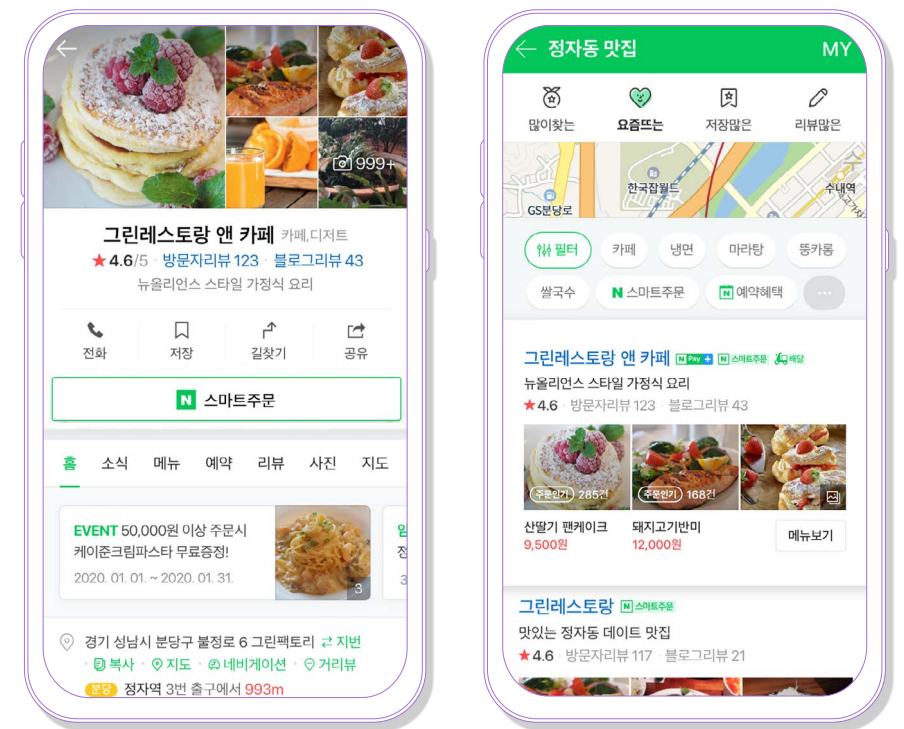 999+
그린레스토랑 앤 카페 카페,디저트
★ 4.6/5 · 방문자리뷰 123 · 블로그리뷰 43
뉴올리언스 스타일 가정식 요리
전화 저장 길찾기 공유
N 스마트주문
홈 소식 메뉴 예약 리뷰 사진 지도
EVENT 50,000원 이상 주문시
케이준크림파스타 무료증정!
2020. 01. 01. ~ 2020. 01. 31.
3
경기 성남시 분당구 불정로 6 그린팩토리 지번
복사 · 지도 · 네비게이션 · 거리뷰
분당 정자역 3번 출구에서 993m
정자동 맛집 MY
많이찾는 요즘뜨는 저장많은 리뷰많은
한국잡월드
수내역
GS분당로
필터 카페 냉면 마라탕 뚱카롱
쌀국수 N 스마트주문 N 예약혜택 ...
그린레스토랑 앤 카페 N Pay + N 스마트주문 배달
뉴올리언스 스타일 가정식 요리
★4.6 · 방문자리뷰 123 · 블로그리뷰 43
주문인기 285건 주문인기 168건
산딸기 팬케이크 돼지고기반미
9,500원 12,000원
메뉴보기
그린레스토랑 N 스마트주문
맛있는 정자동 데이트 맛집
★4.6 · 방문자리뷰 117 · 블로그리뷰 21